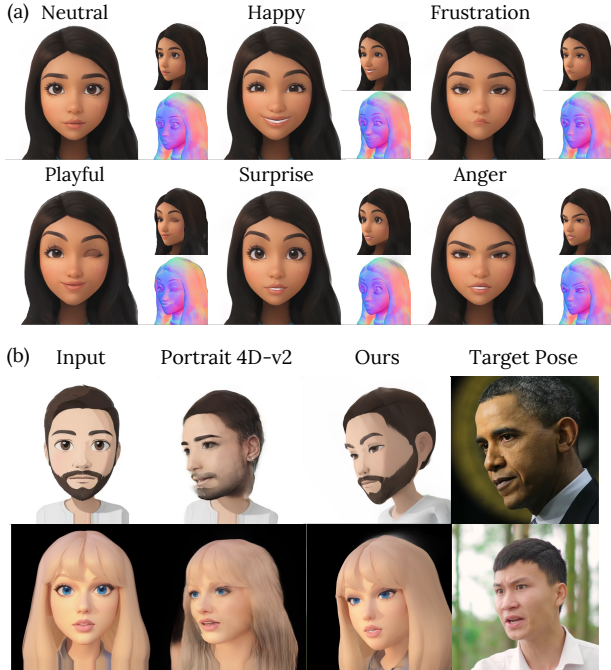 (a) Neutral Happy Frustration
Playful Surprise Anger
(b) Input Portrait 4D-v2 Ours Target Pose